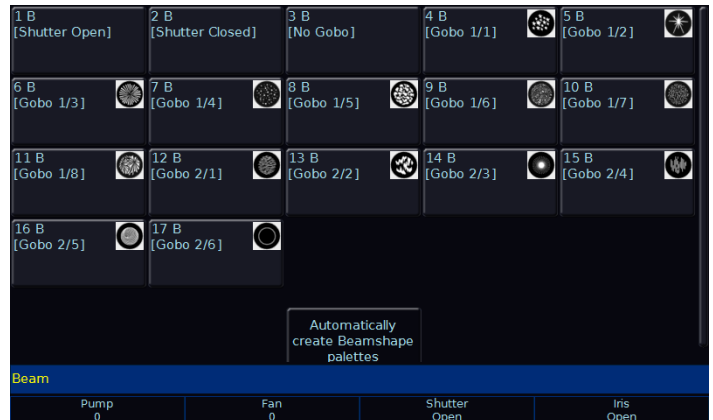 1 B
[Shutter Open]
2 B
[Shutter Closed]
3 B
[No Gobo]
4 B
[Gobo 1/1]
5 B
[Gobo 1/2]
6 B
[Gobo 1/3]
7 B
[Gobo 1/4]
8 B
[Gobo 1/5]
9 B
[Gobo 1/6]
10 B
[Gobo 1/7]
11 B
[Gobo 1/8]
12 B
[Gobo 2/1]
13 B
[Gobo 2/2]
14 B
[Gobo 2/3]
15 B
[Gobo 2/4]
16 B
[Gobo 2/5]
17 B
[Gobo 2/6]
Automatically
create Beamshape
palettes
Beam
Pump
0
Fan
0
Shutter
Open
Iris
Open